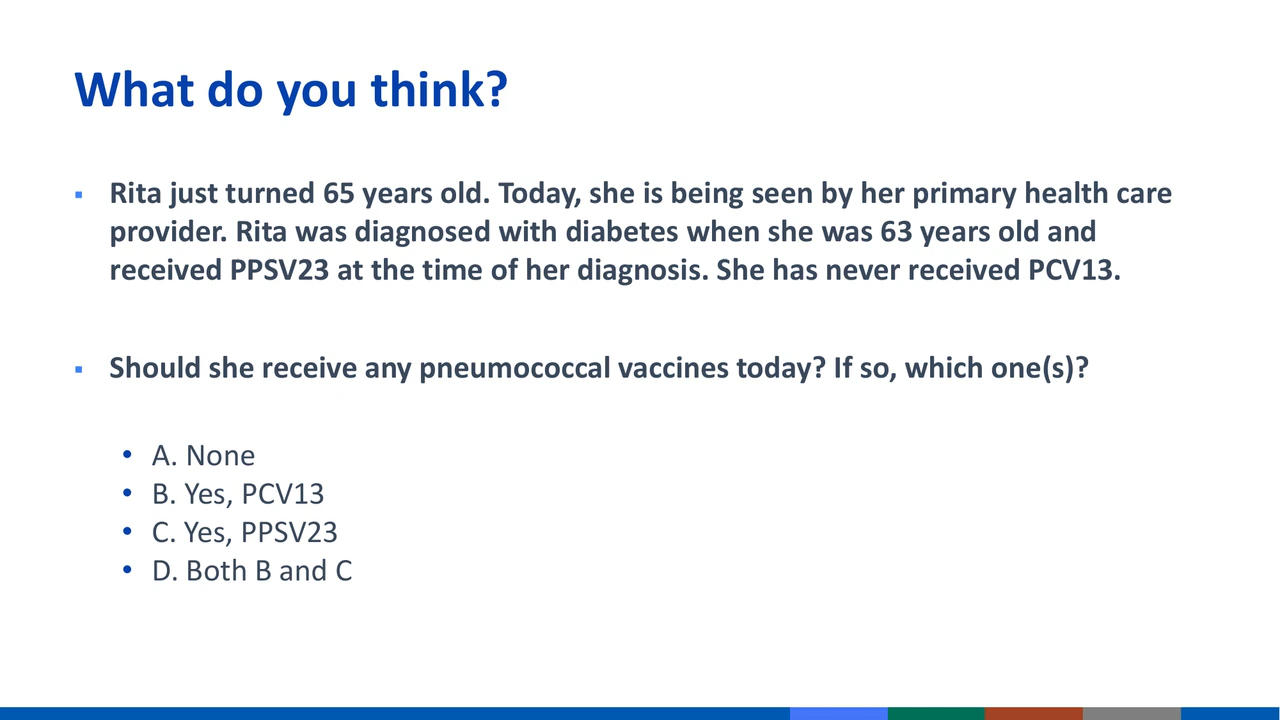 What do you think?
▪ Rita just turned 65 years old. Today, she is being seen by her primary health care
provider. Rita was diagnosed with diabetes when she was 63 years old and
received PPSV23 at the time of her diagnosis. She has never received PCV13.
▪ Should she receive any pneumococcal vaccines today? If so, which one(s)?
• A. None
• B. Yes, PCV13
• C. Yes, PPSV23
• D. Both B and C